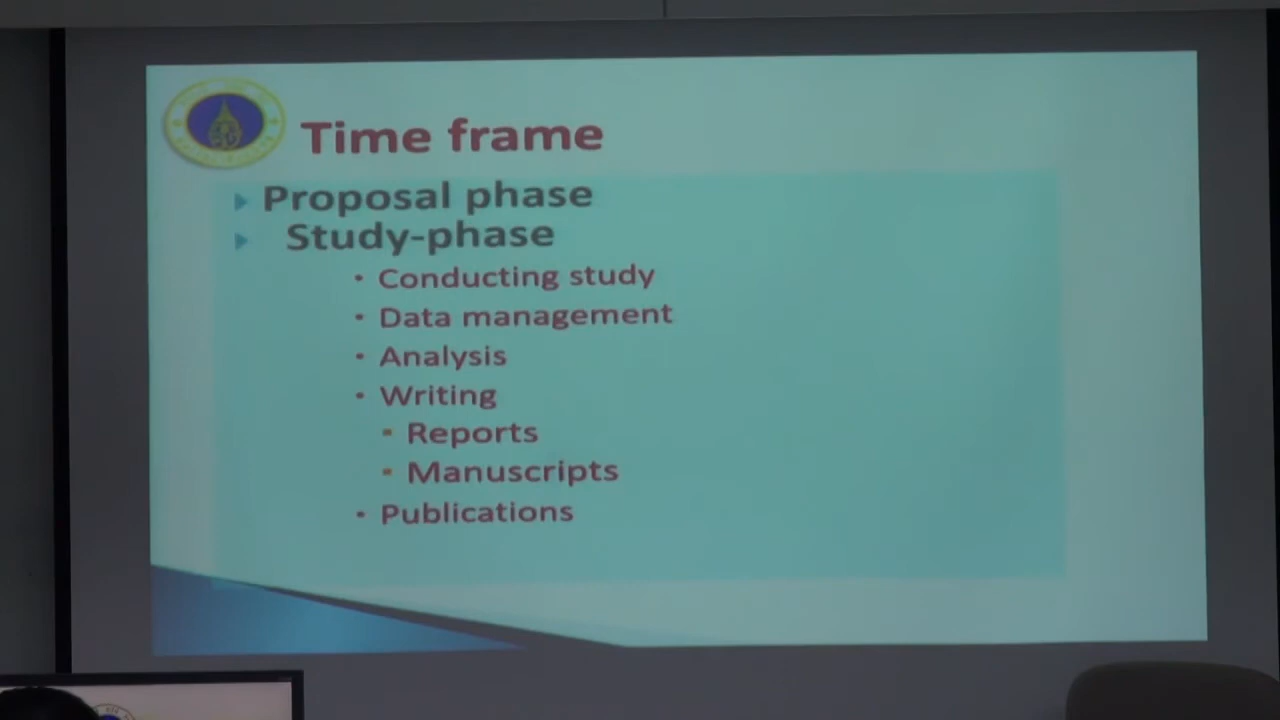 Time frame
Proposal phase
Study-phase
Conducting study
Data management
Analysis
Writing
Reports
Manuscripts
Publications